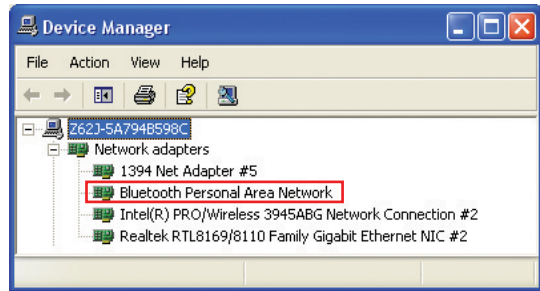 Device Manager
File Action View Help
Z62J-5A794B598C
Network adapters
1394 Net Adapter #5
Bluetooth Personal Area Network
Intel(R) PRO/Wireless 3945ABG Network Connection #2
Realtek RTL8169/8110 Family Gigabit Ethernet NIC #2